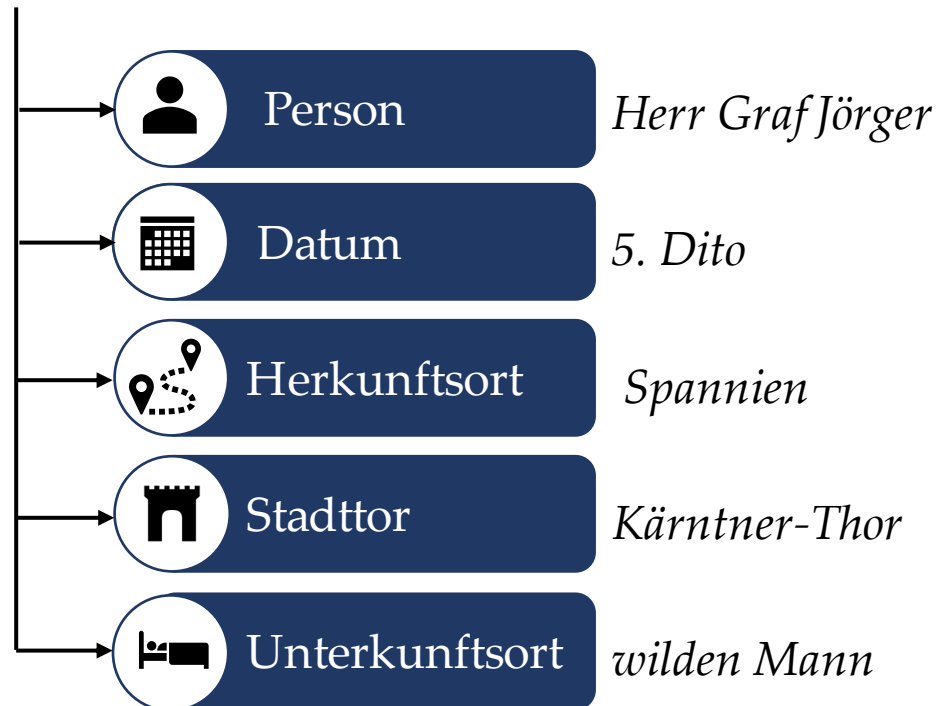 Person Herr Graf Jörger
Datum 5. Dito
Herkunftsort Spannien
Stadttor Kärntner-Thor
Unterkunftsort wilden Mann